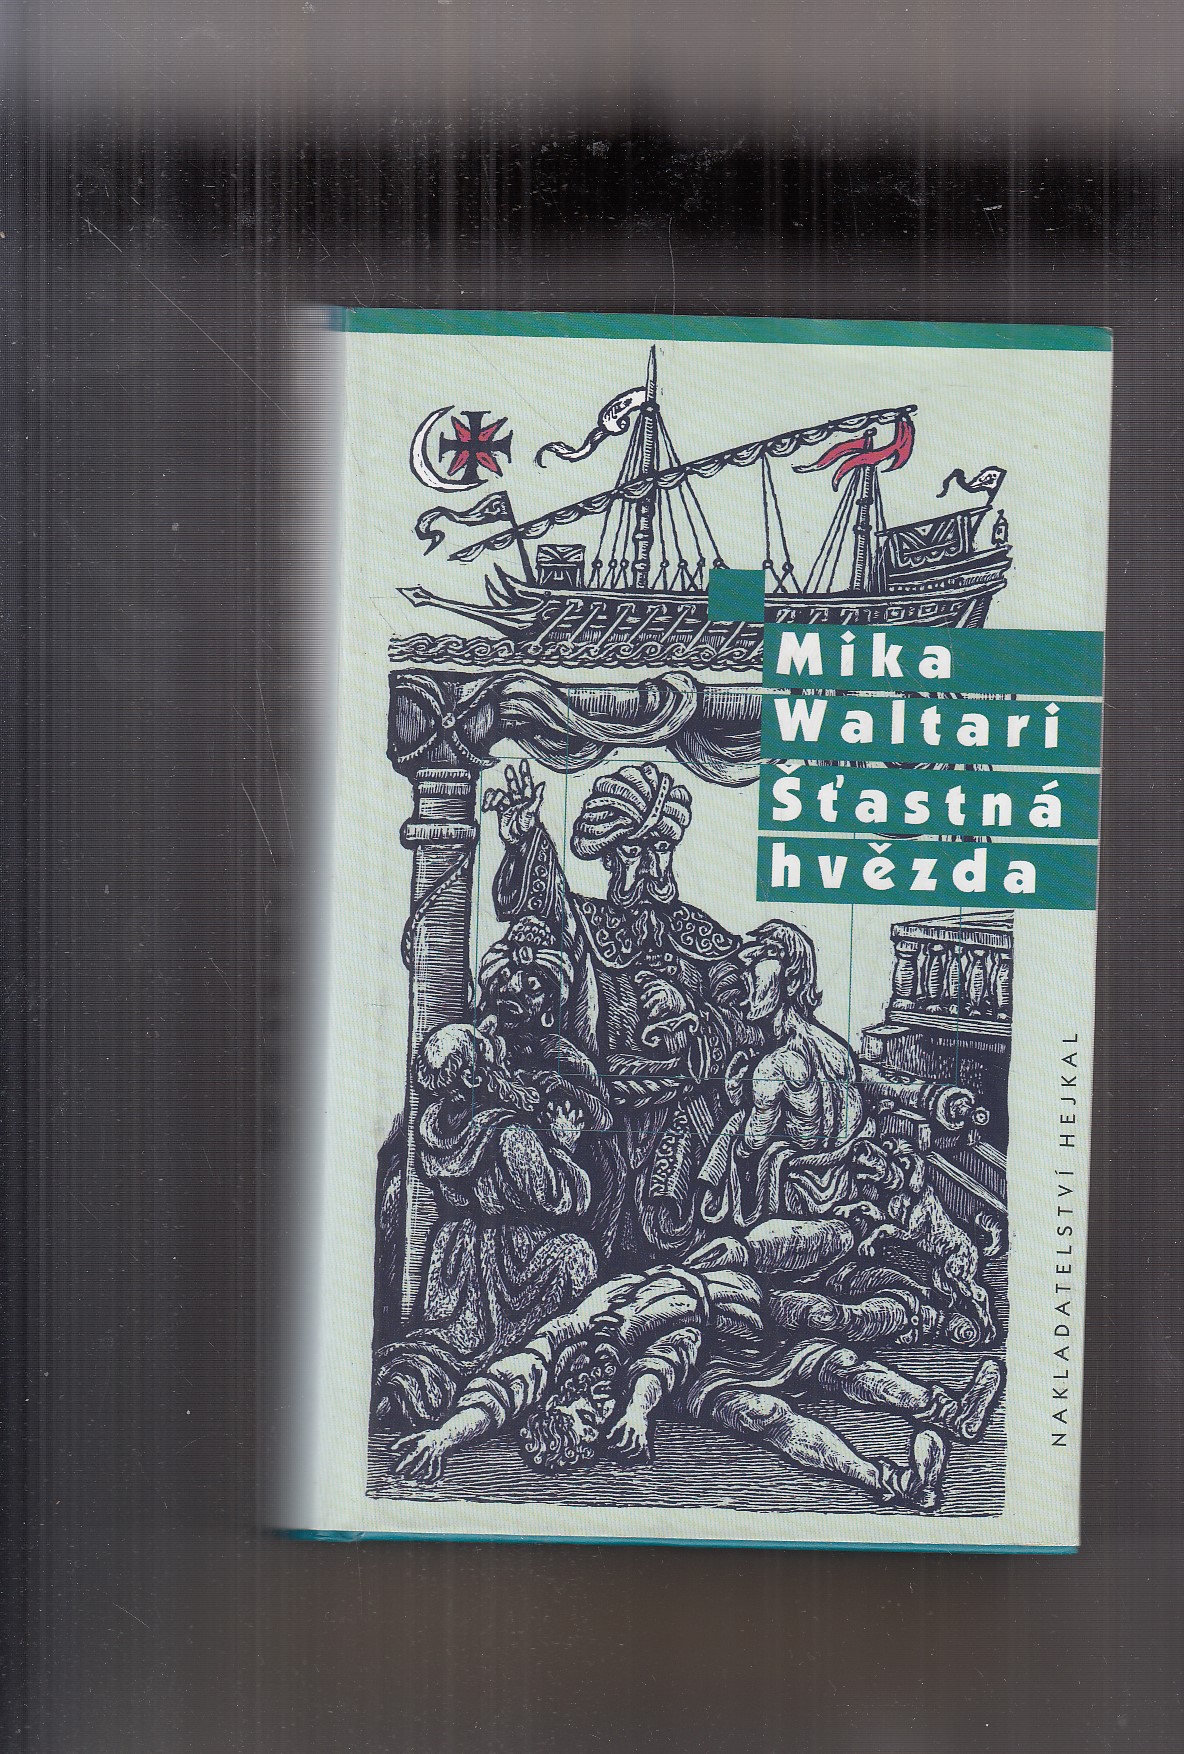 Mika
Waltari
Šťastná
hvězda
NAKLADATELSTVÍ HEJKAL